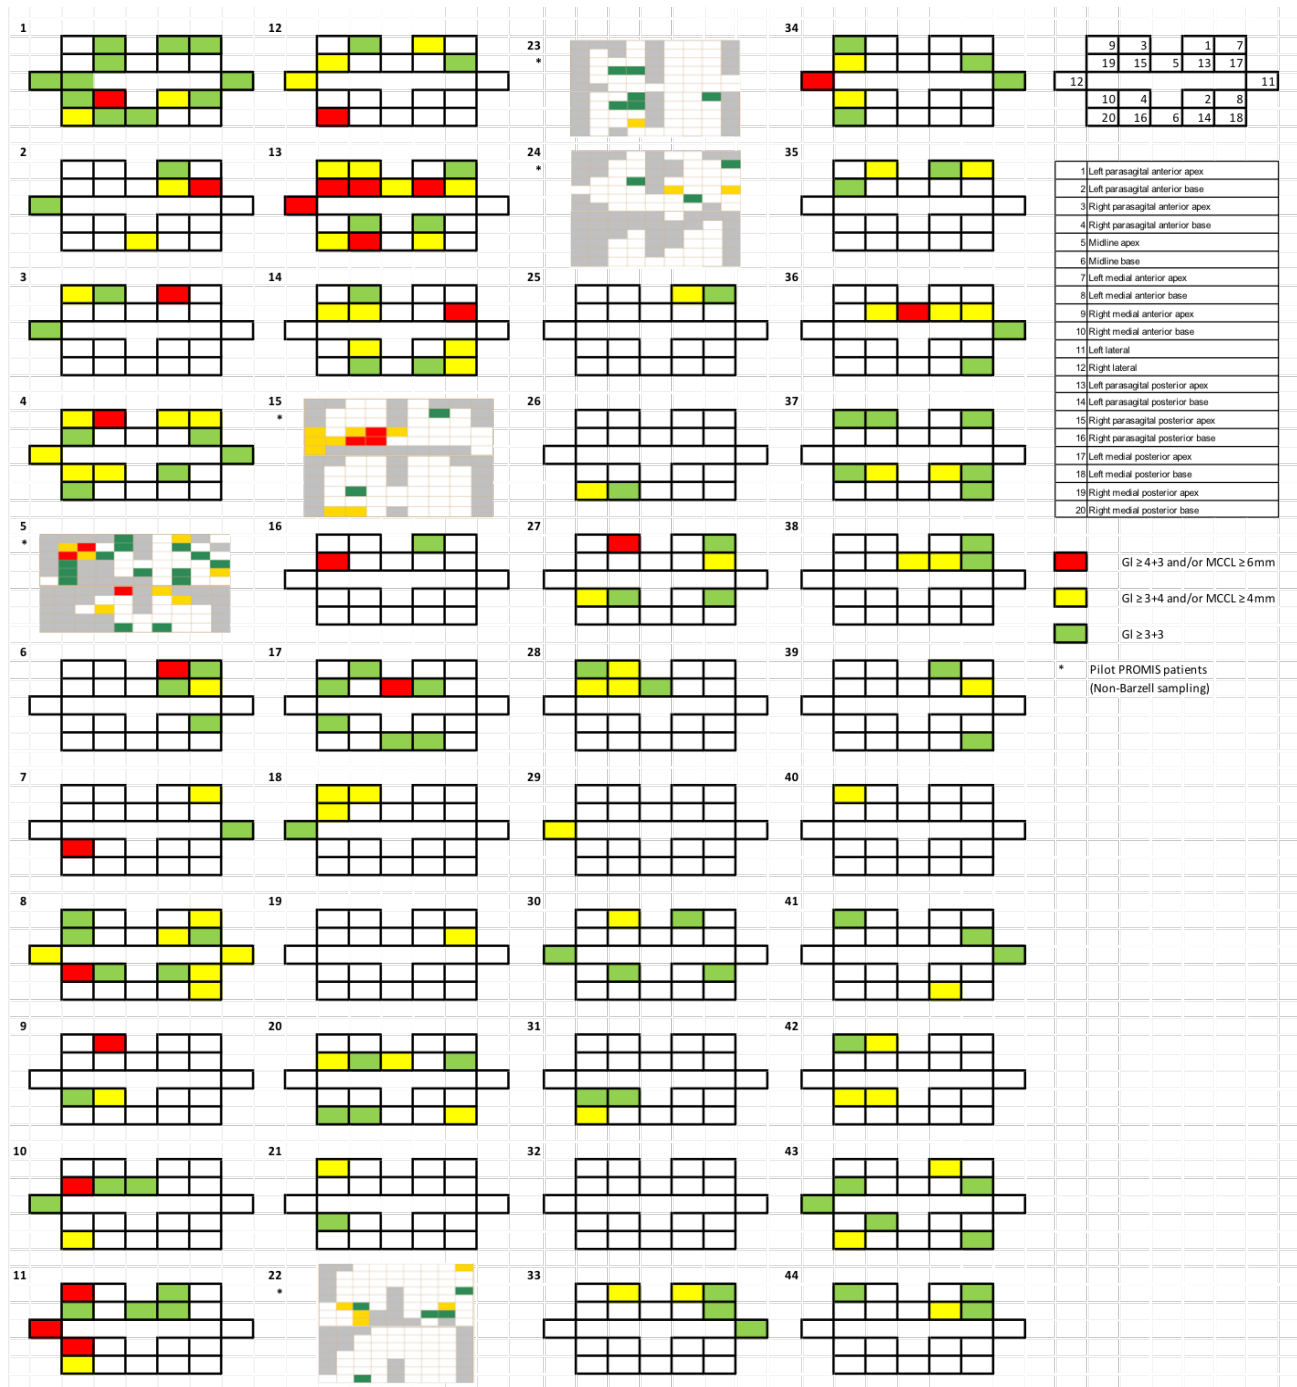 1
12
23
*
34
9 3 1 7
19 15 5 13 17
12 11
10 4 2 8
20 16 6 14 18
2
13
24
*
35
1 Left parasagital anterior apex
2 Left parasagital anterior base
3 Right parasagital anterior apex
4 Right parasagital anterior base
5 Midline apex
6 Midline base
7 Left medial anterior apex
8 Left medial anterior base
9 Right medial anterior apex
10 Right medial anterior base
11 Left lateral
12 Right lateral
13 Left parasagital posterior apex
14 Left parasagital posterior base
15 Right parasagital posterior apex
16 Right parasagital posterior base
17 Left medial posterior apex
18 Left medial posterior base
19 Right medial posterior apex
20 Right medial posterior base
3
14
25
36
4
15
*
26
37
5
*
16
27
38
Gl ≥ 4+3 and/or MCCL ≥ 6mm
Gl ≥ 3+4 and/or MCCL ≥ 4mm
Gl ≥ 3+3
* Pilot PROMIS patients
(Non-Barzell sampling)
6
17
28
39
7
18
29
40
8
19
30
41
9
20
31
42
10
21
32
43
11
22
*
33
44